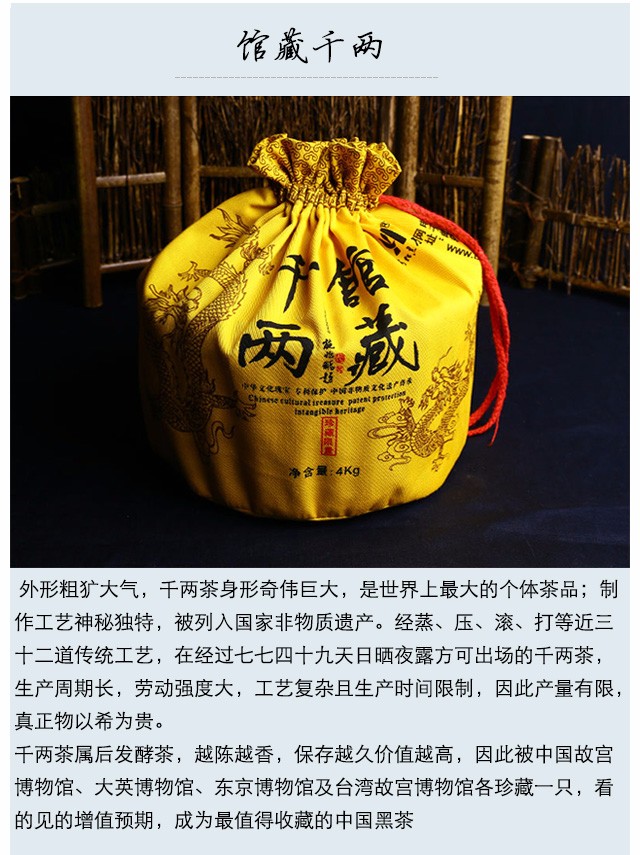 馆藏千两
千 馆
两 藏
中华文化瑰宝 专利保护 中国非物质文化遗产传承
Chinese cultural treasure patent protection
intangible heritage
珍藏限量
净含量：4Kg
www.
外形粗犷大气，千两茶身形奇伟巨大，是世界上最大的个体茶品；制
作工艺神秘独特，被列入国家非物质遗产。经蒸、压、滚、打等近三
十二道传统工艺，在经过七七四十九天日晒夜露方可出场的千两茶，
生产周期长，劳动强度大，工艺复杂且生产时间限制，因此产量有限，
真正物以希为贵。
千两茶属后发酵茶，越陈越香，保存越久价值越高，因此被中国故宫
博物馆、大英博物馆、东京博物馆及台湾故宫博物馆各珍藏一只，看
的见的增值预期，成为最值得收藏的中国黑茶